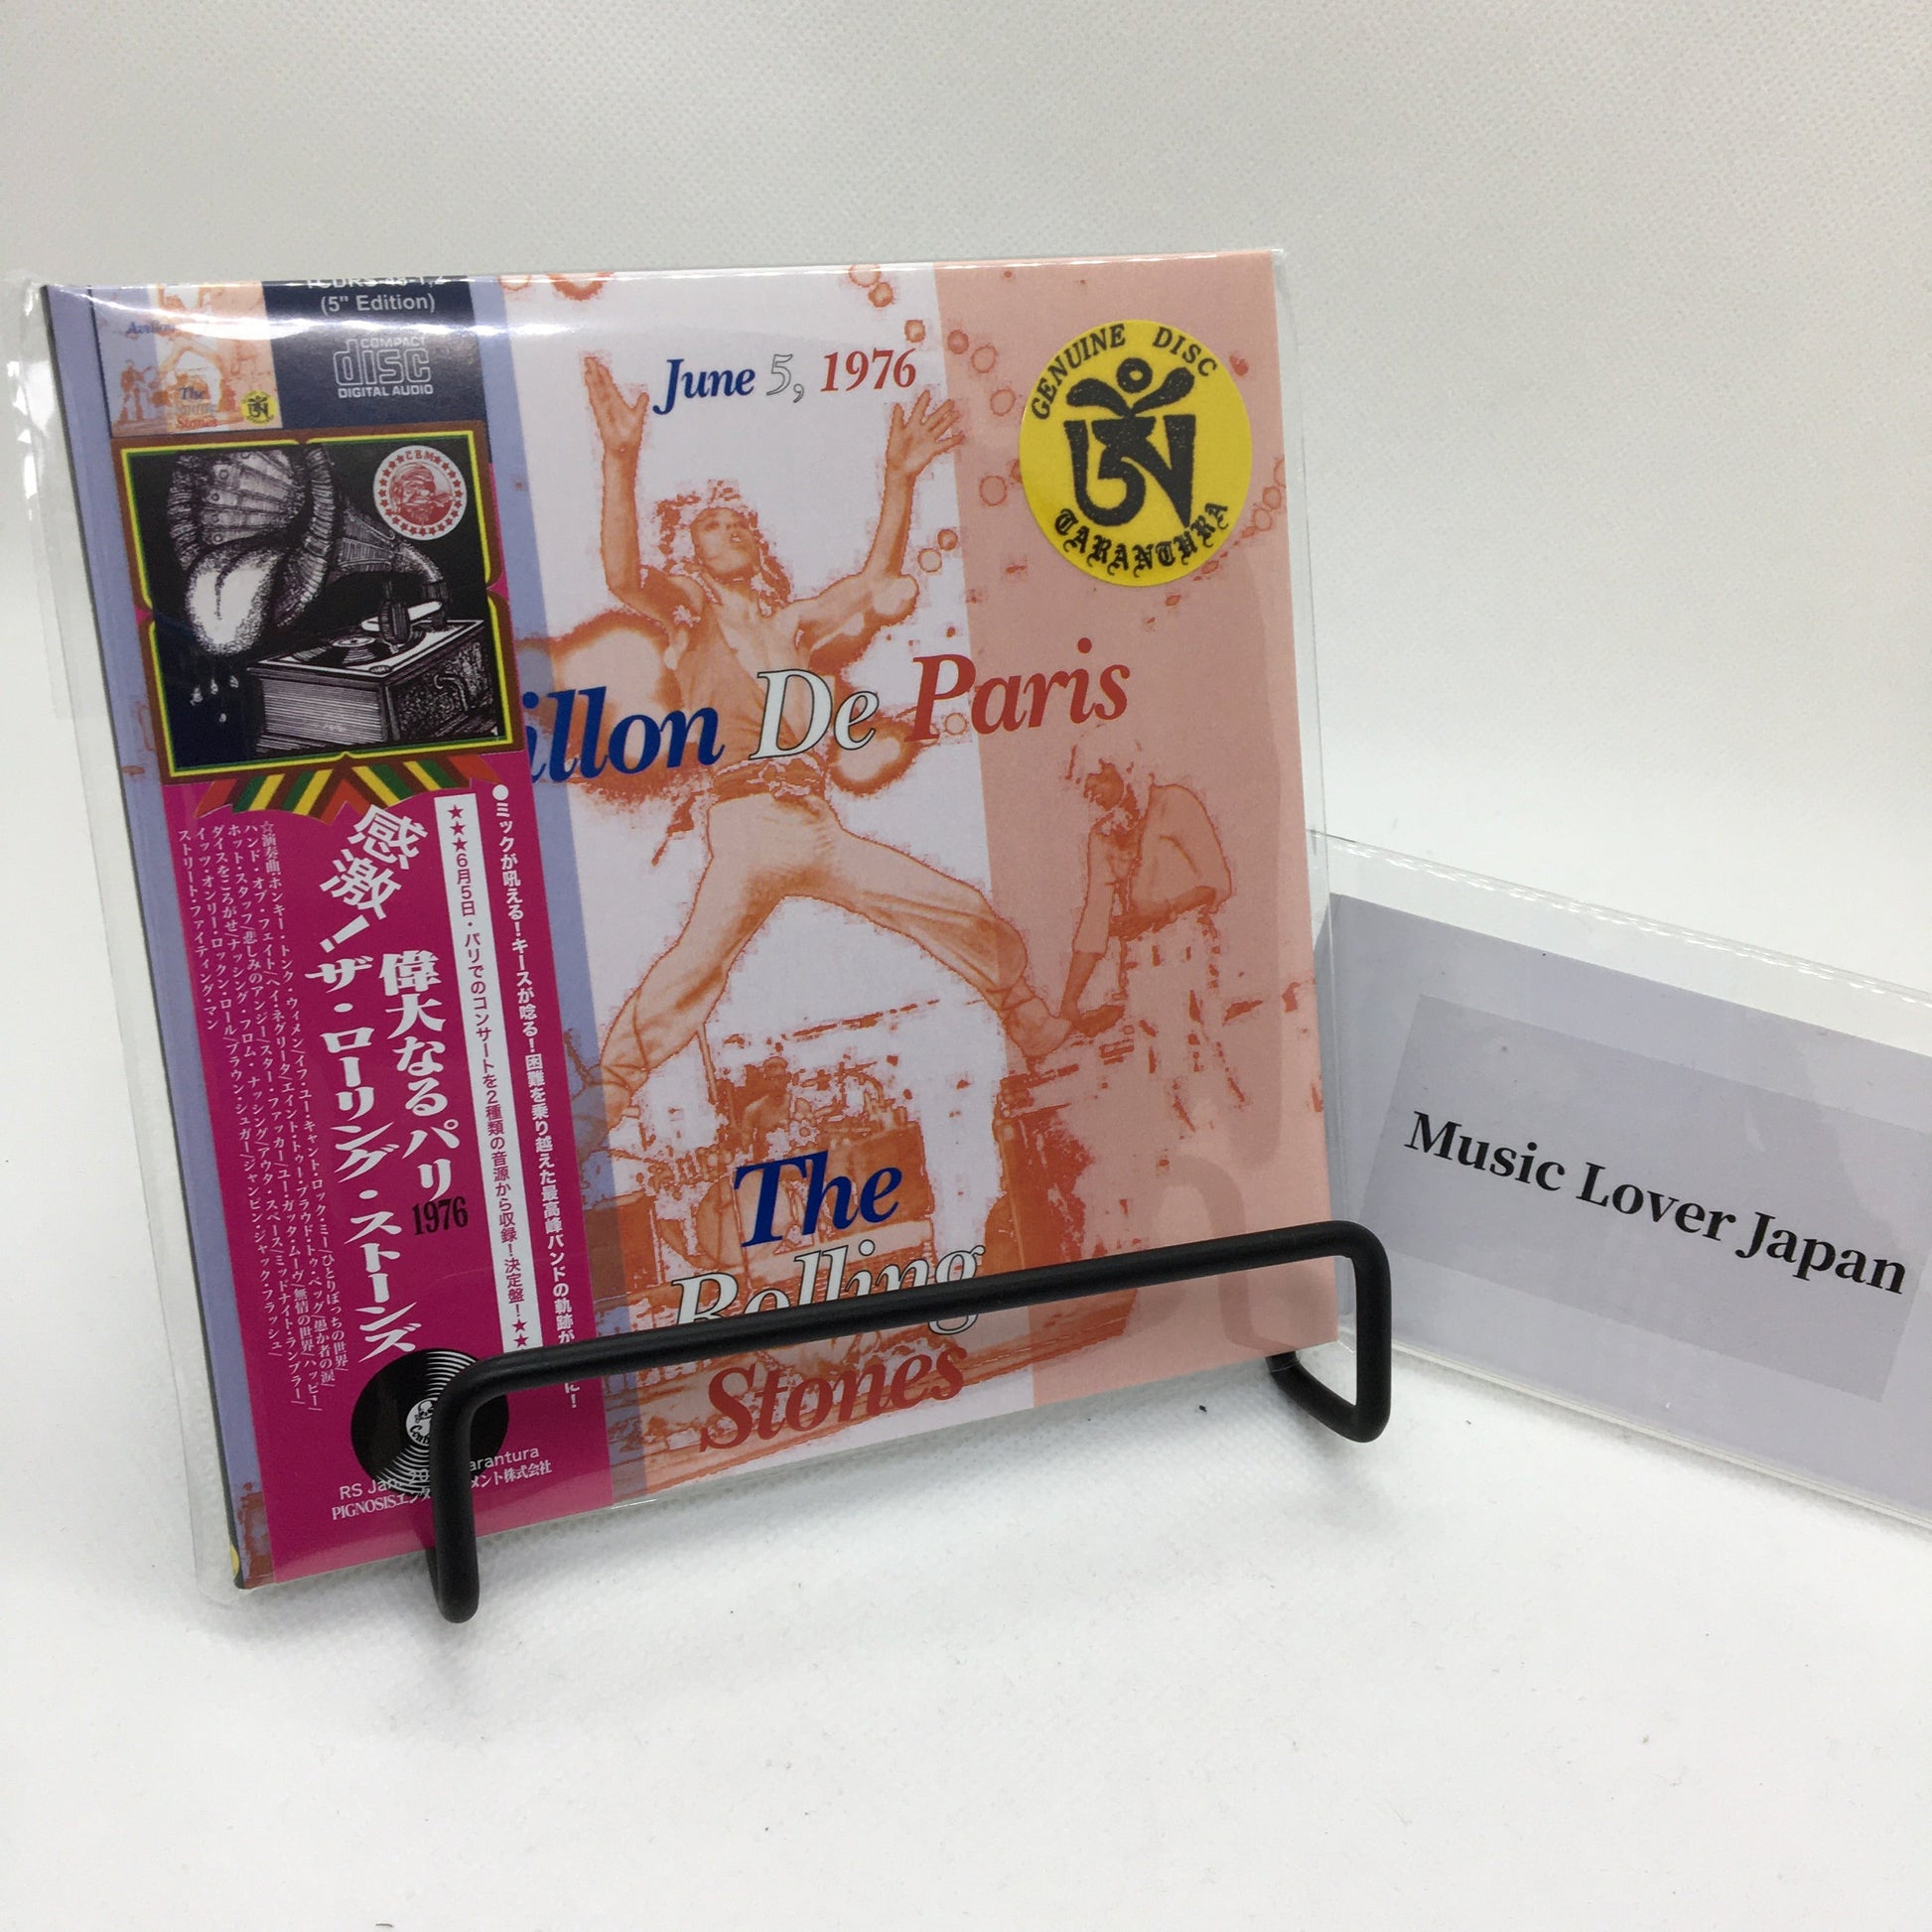 (5" Edition)
COMPACT
disc
DIGITAL AUDIO
The
Stones
June 5, 1976
GENUINE DISC
TARANTURA
illon De Paris
The
Rolling
Stones
●ミックが吼える!キースが唸る!困難を乗り越えた最高峰バンドの軌跡が
に!
★★★6月5日・パリでのコンサートを2種類の音源から収録!決定盤!★★
感激!
偉大なるパリ
1976
ザ・ローリング・ストーンズ
☆演奏曲:ホンキー・トンク・ウィメン/イフ・ユー・キャント・ロック・ミー/ひとりぼっちの世界/
ハンド・オブ・フェイト/ヘイ・ネグリータ/エイント・トゥー・プラウド・トゥ・ベッグ/愚か者の涙/
ホット・スタッフ/悲しみのアンジー/スター・ファッカー/ユー・ガッタ・ムーヴ/無情の世界/ハッピー/
ダイスをころがせ/ナッシング・フロム・ナッシング/アウタ・スペース/ミッドナイト・ランブラー/
イッツ・オンリー・ロックン・ロール/ブラウン・シュガー/ジャンピン・ジャック・フラッシュ/
ストリート・ファイティング・マン
RS Jan. 20
arantura
PIGNOSISエンタ
メント株式会社
Music Lover Japan